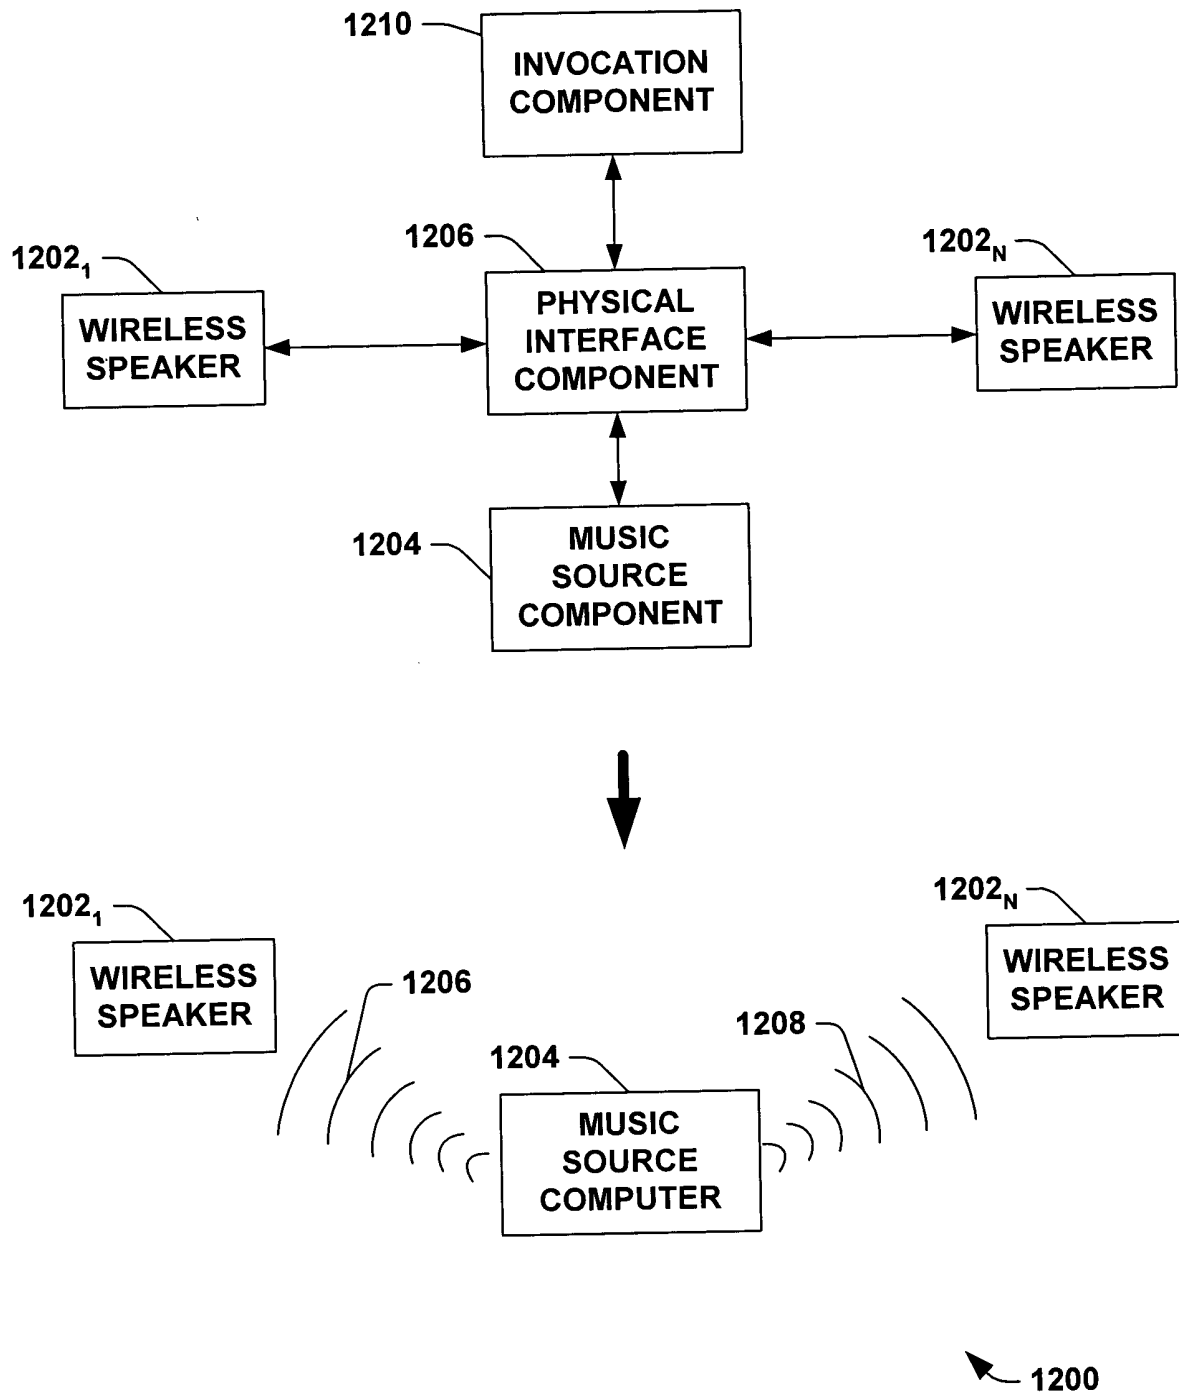 1210
INVOCATION
COMPONENT
1206
1202₁
1202N
WIRELESS
SPEAKER
PHYSICAL
INTERFACE
COMPONENT
WIRELESS
SPEAKER
1204
MUSIC
SOURCE
COMPONENT
1202₁
1202N
WIRELESS
SPEAKER
1206
WIRELESS
SPEAKER
1208
1204
MUSIC
SOURCE
COMPUTER
1200